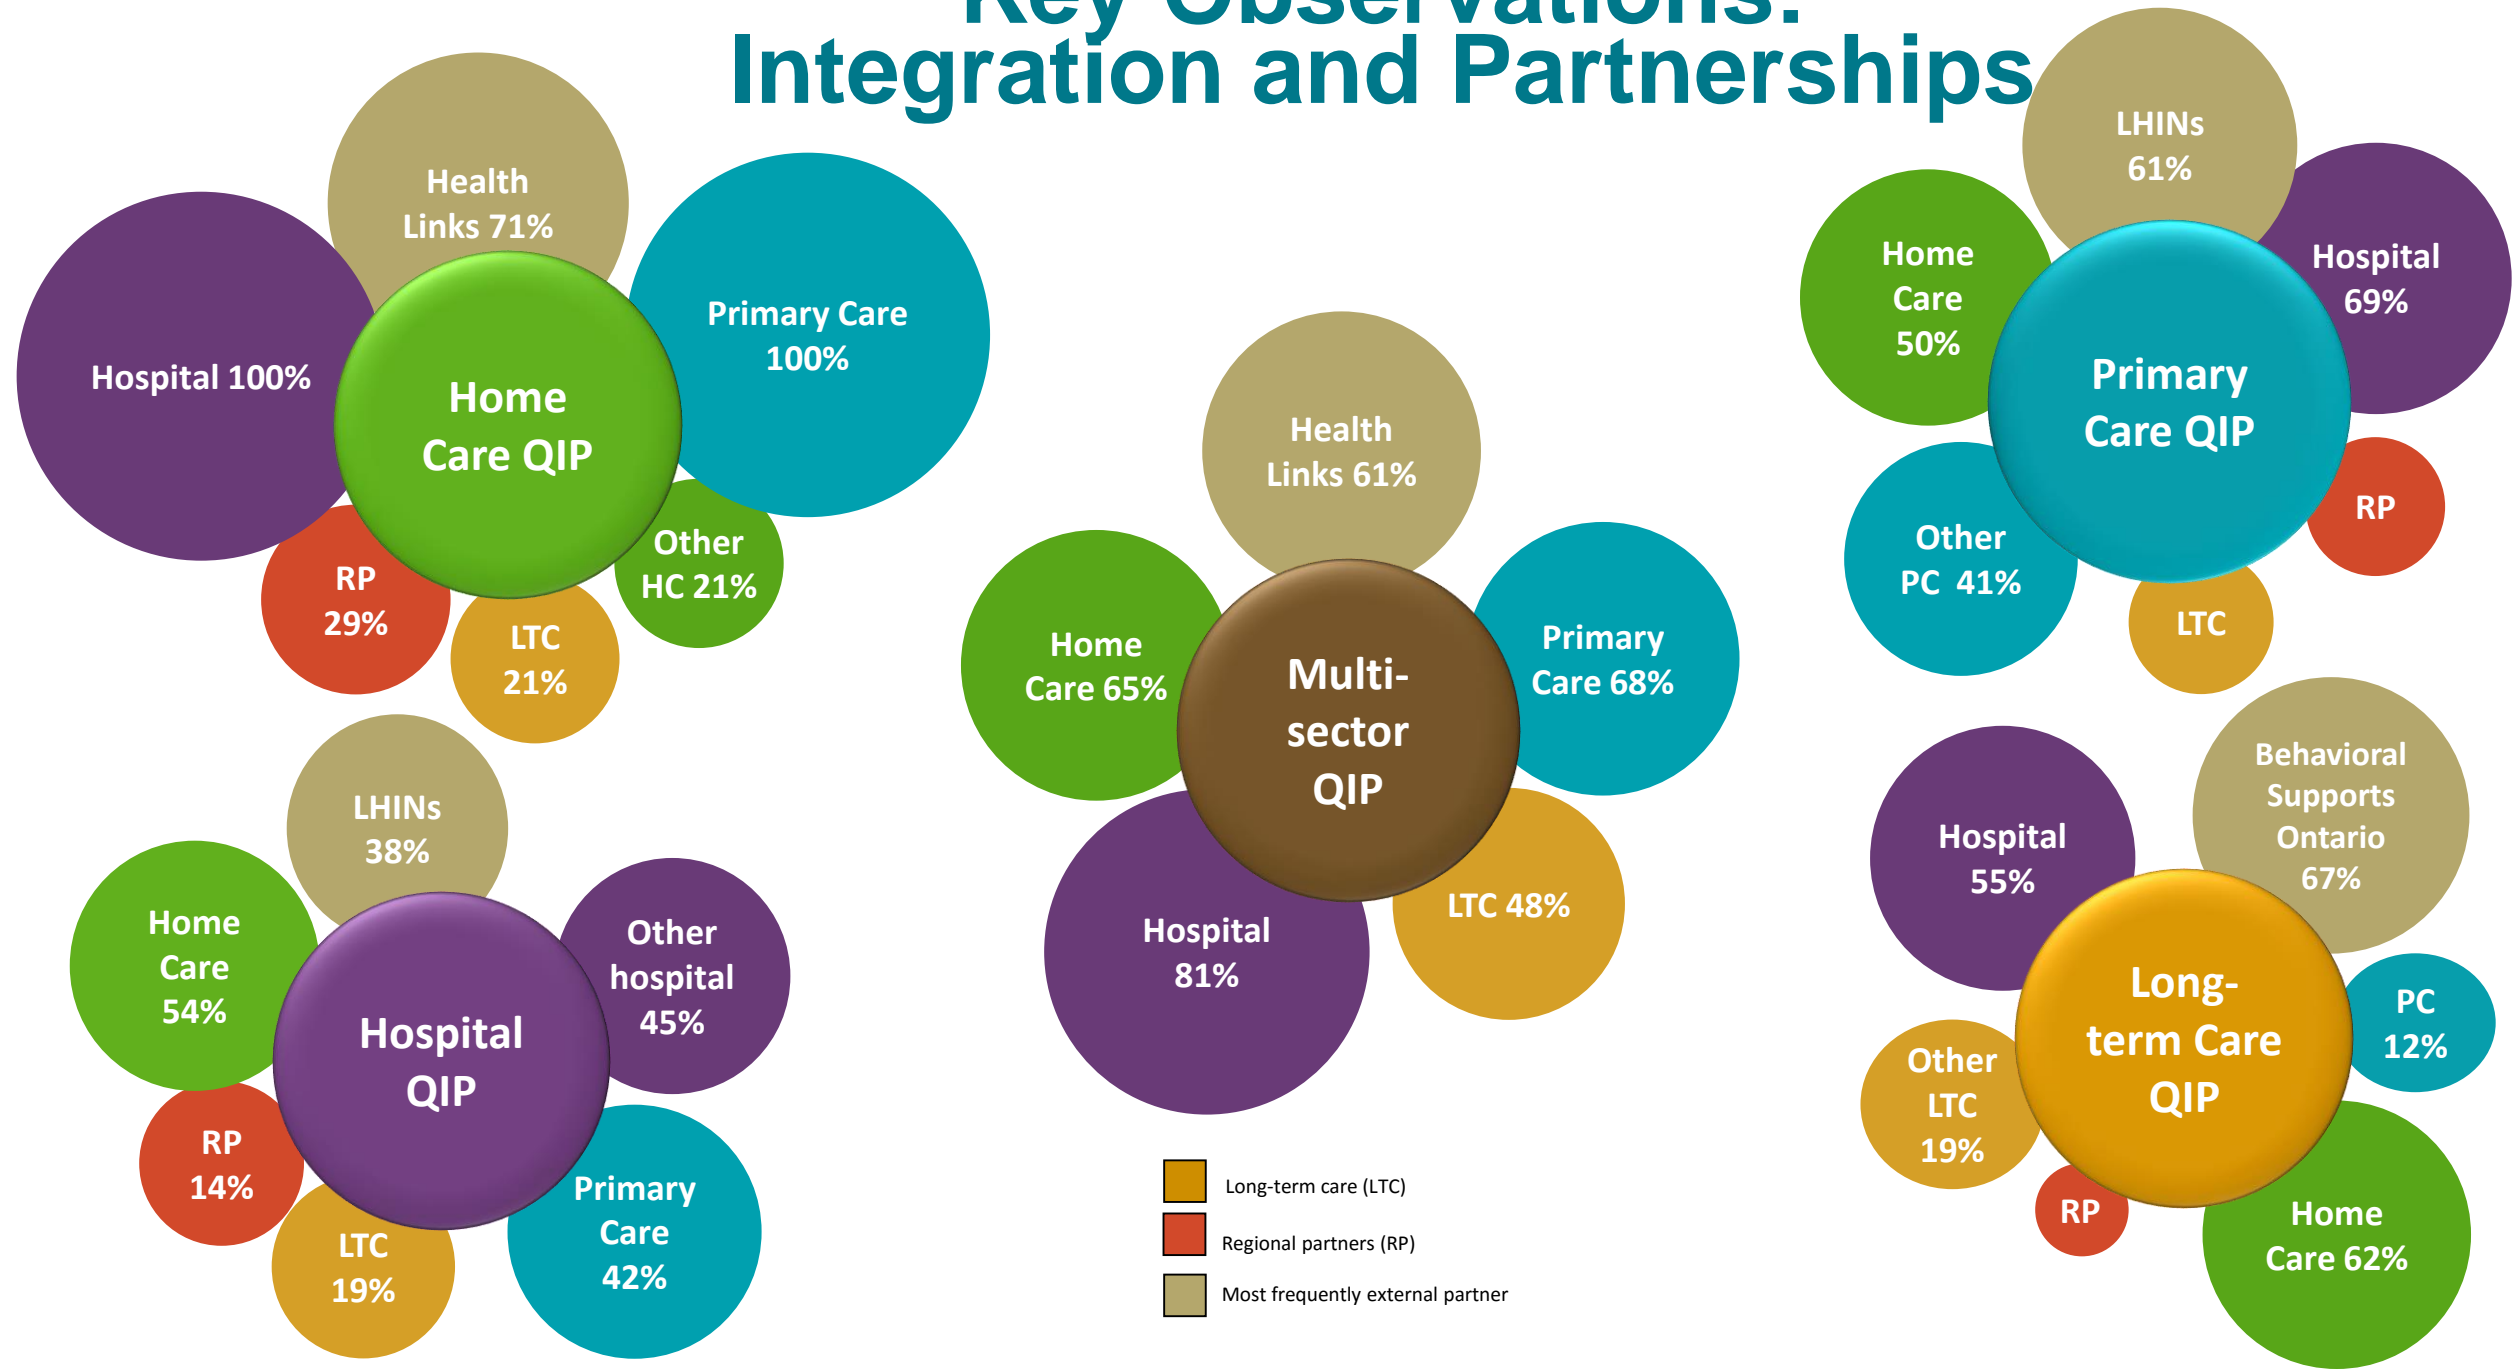 Key Observations:
Integration and Partnerships
Health
Links 71%
Hospital 100%
Primary Care
100%
Home
Care QIP
Other
HC 21%
RP
29%
LTC
21%
LHINs
61%
Home
Care
50%
Hospital
69%
Primary
Care QIP
Other
PC 41%
RP
LTC
Health
Links 61%
Home
Care 65%
Primary
Care 68%
Multi-
sector
QIP
Hospital
81%
LTC 48%
LHINs
38%
Home
Care
54%
Other
hospital
45%
Hospital
QIP
RP
14%
LTC
19%
Primary
Care
42%
Behavioral
Supports
Ontario
67%
Hospital
55%
PC
12%
Long-
term Care
QIP
Other
LTC
19%
RP
Home
Care 62%
Long-term care (LTC)
Regional partners (RP)
Most frequently external partner